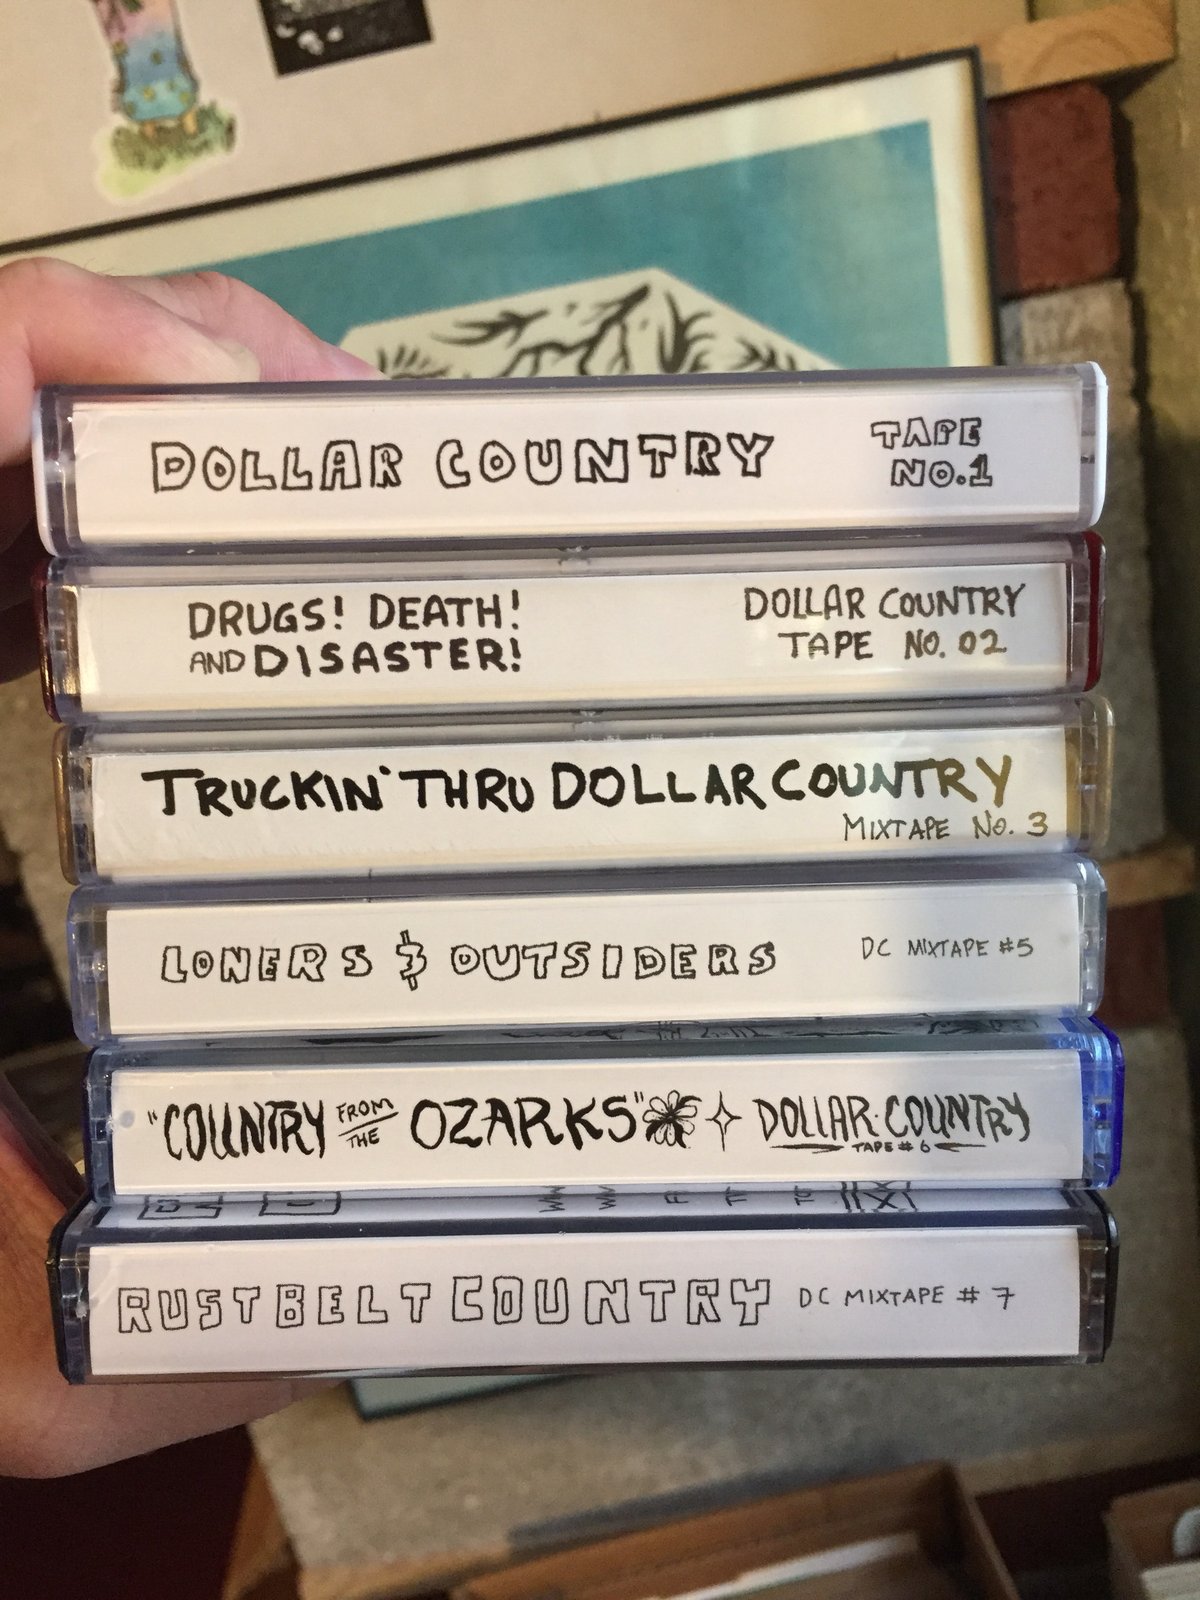 DOLLAR COUNTRY
TAPE
NO.1
DRUGS! DEATH!
AND DISASTER!
DOLLAR COUNTRY
TAPE NO. 02
TRUCKIN' THRU DOLLAR COUNTRY
MIXTAPE NO. 3
LONERS & OUTSIDERS
DC MIXTAPE #5
"COUNTRY FROM THE OZARKS"
DOLLAR COUNTRY
TAPE #6
RUST BELT COUNTRY
DC MIXTAPE # 7